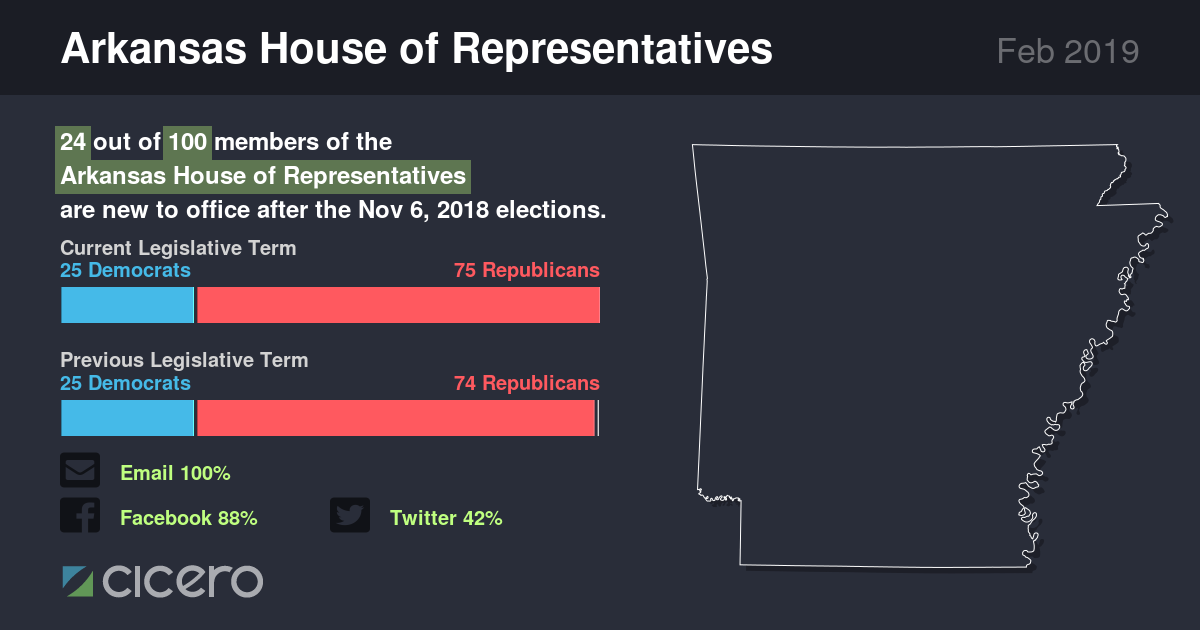 Arkansas House of Representatives
Feb 2019
24 out of 100 members of the
Arkansas House of Representatives
are new to office after the Nov 6, 2018 elections.
Current Legislative Term
25 Democrats 75 Republicans
Previous Legislative Term
25 Democrats 74 Republicans
Email 100%
Facebook 88% Twitter 42%
cicero